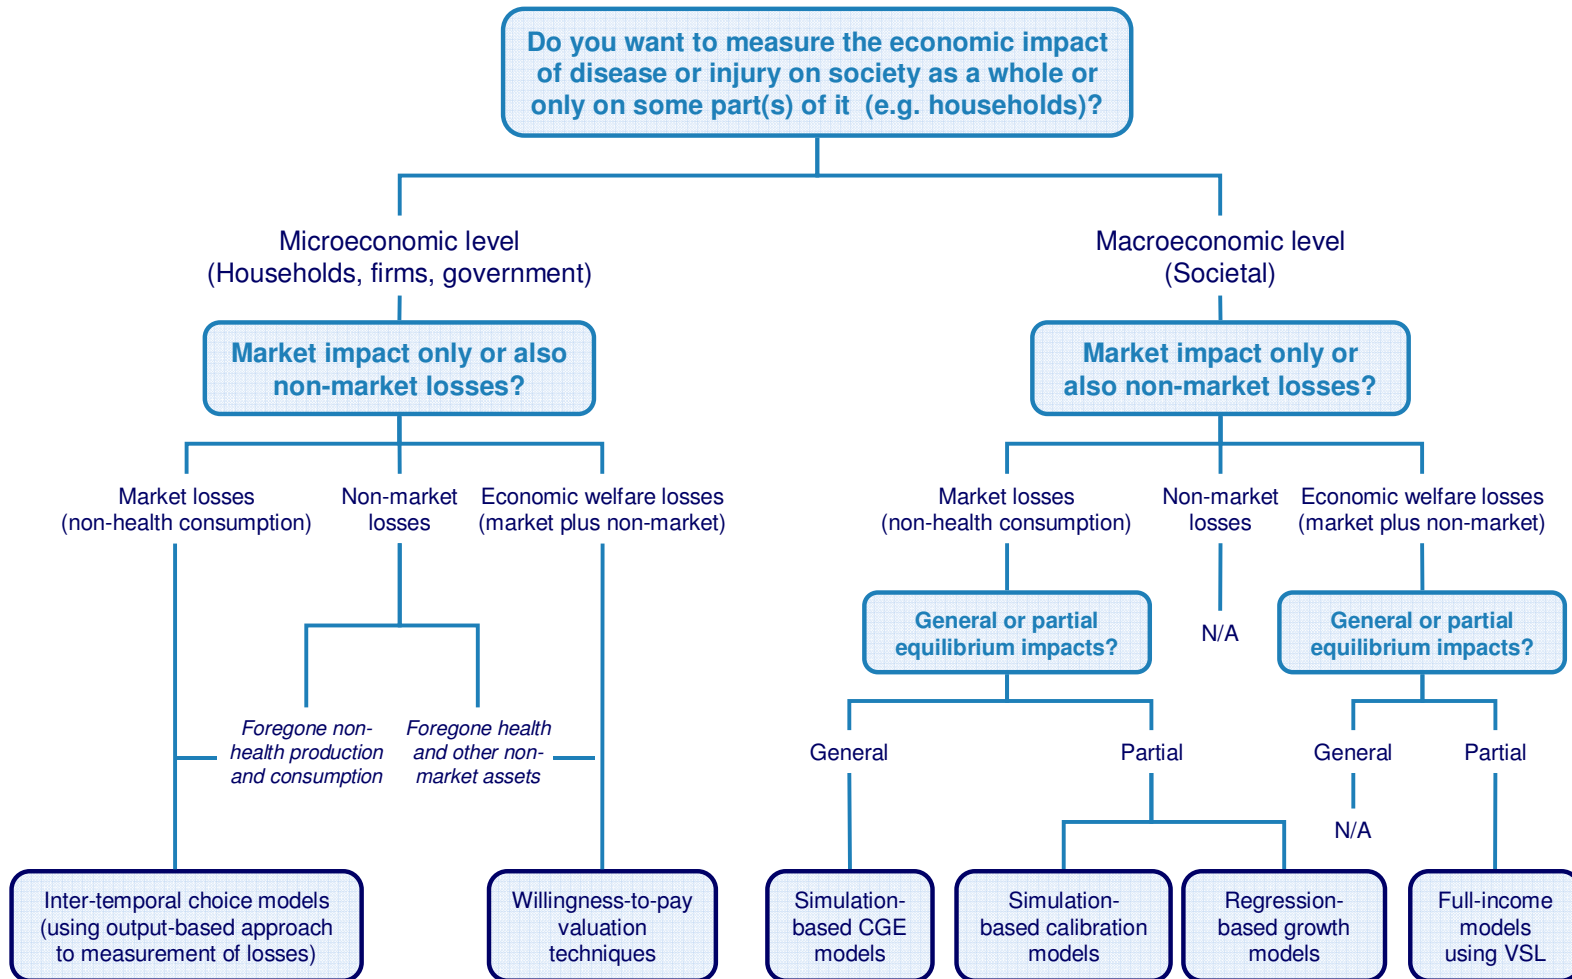 Do you want to measure the economic impact
of disease or injury on society as a whole or
only on some part(s) of it (e.g. households)?
Microeconomic level
(Households, firms, government)
Macroeconomic level
(Societal)
Market impact only or also
non-market losses?
Market impact only or
also non-market losses?
Market losses
(non-health consumption)
Non-market
losses
Economic welfare losses
(market plus non-market)
Market losses
(non-health consumption)
Non-market
losses
Economic welfare losses
(market plus non-market)
General or partial
equilibrium impacts?
N/A
General or partial
equilibrium impacts?
Foregone non-
health production
and consumption
Foregone health
and other non-
market assets
General
Partial
General
Partial
N/A
Inter-temporal choice models
(using output-based approach
to measurement of losses)
Willingness-to-pay
valuation
techniques
Simulation-
based CGE
models
Simulation-
based calibration
models
Regression-
based growth
models
Full-income
models
using VSL